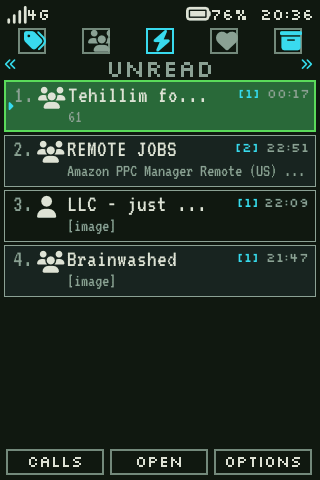 4G 76% 20:36
« »
UNREAD
1. Tehillim fo... [1] 00:17
61
2. REMOTE JOBS [2] 22:51
Amazon PPC Manager Remote (US) ...
3. LLC - just ... [1] 22:09
[image]
4. Brainwashed [1] 21:47
[image]
CALLS OPEN OPTIONS